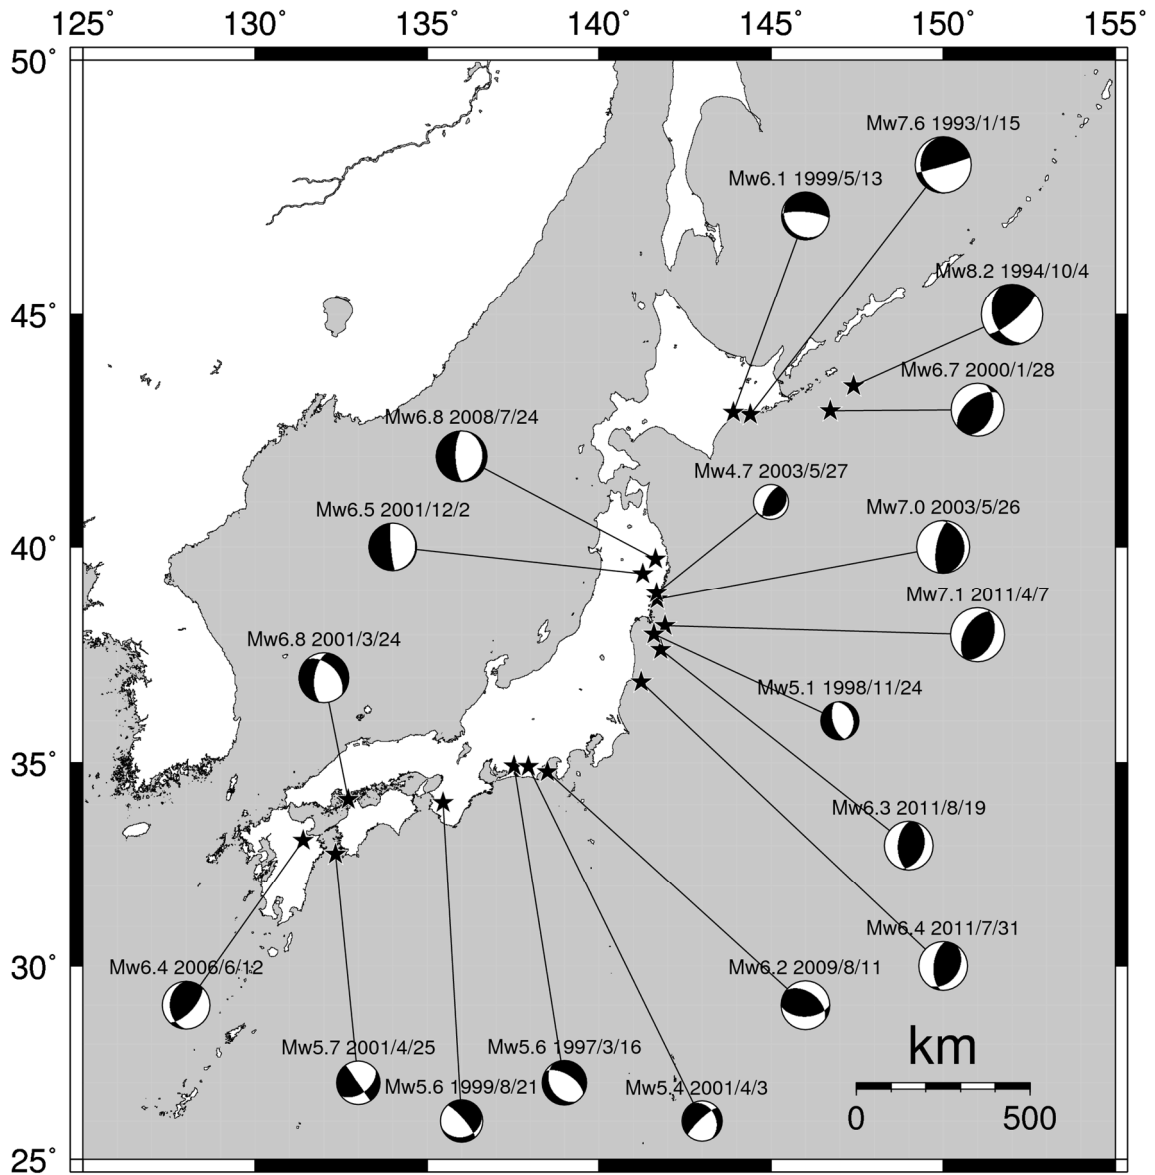 125° 130° 135° 140° 145° 150° 155°
50°
Mw7.6 1993/1/15
Mw6.1 1999/5/13
Mw8.2 1994/10/4
45°
Mw6.7 2000/1/28
Mw6.8 2008/7/24
Mw4.7 2003/5/27
Mw6.5 2001/12/2
Mw7.0 2003/5/26
40°
Mw7.1 2011/4/7
Mw6.8 2001/3/24
Mw5.1 1998/11/24
35°
Mw6.3 2011/8/19
Mw6.4 2011/7/31
30°
Mw6.4 2006/6/12
Mw6.2 2009/8/11
Mw5.7 2001/4/25
Mw5.6 1997/3/16
km
Mw5.6 1999/8/21
Mw5.4 2001/4/3
0 500
25°